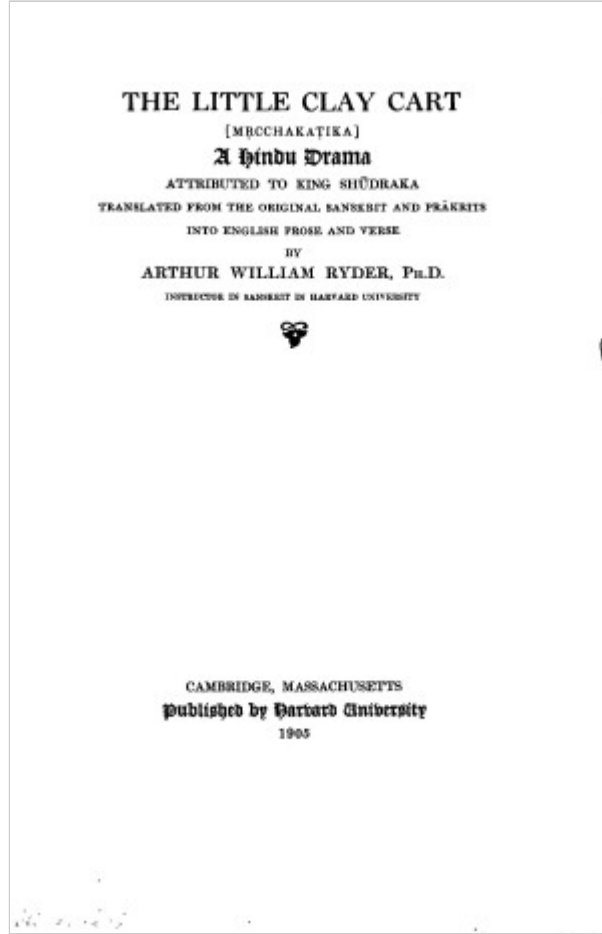 THE LITTLE CLAY CART
[MṚCCHAKAṬIKA]
A Hindu Drama
ATTRIBUTED TO KING SHŪDRAKA
TRANSLATED FROM THE ORIGINAL SANSKRIT AND PRĀKRITS
INTO ENGLISH PROSE AND VERSE
BY
ARTHUR WILLIAM RYDER, PH.D.
INSTRUCTOR IN SANSKRIT IN HARVARD UNIVERSITY
CAMBRIDGE, MASSACHUSETTS
Published by Harvard University
1905